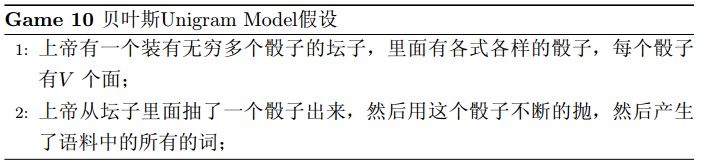 Game 10 贝叶斯Unigram Model假设
1: 上帝有一个装有无穷多个骰子的坛子，里面有各式各样的骰子，每个骰子
有V 个面；
2: 上帝从坛子里面抽了一个骰子出来，然后用这个骰子不断的抛，然后产生
了语料中的所有的词；